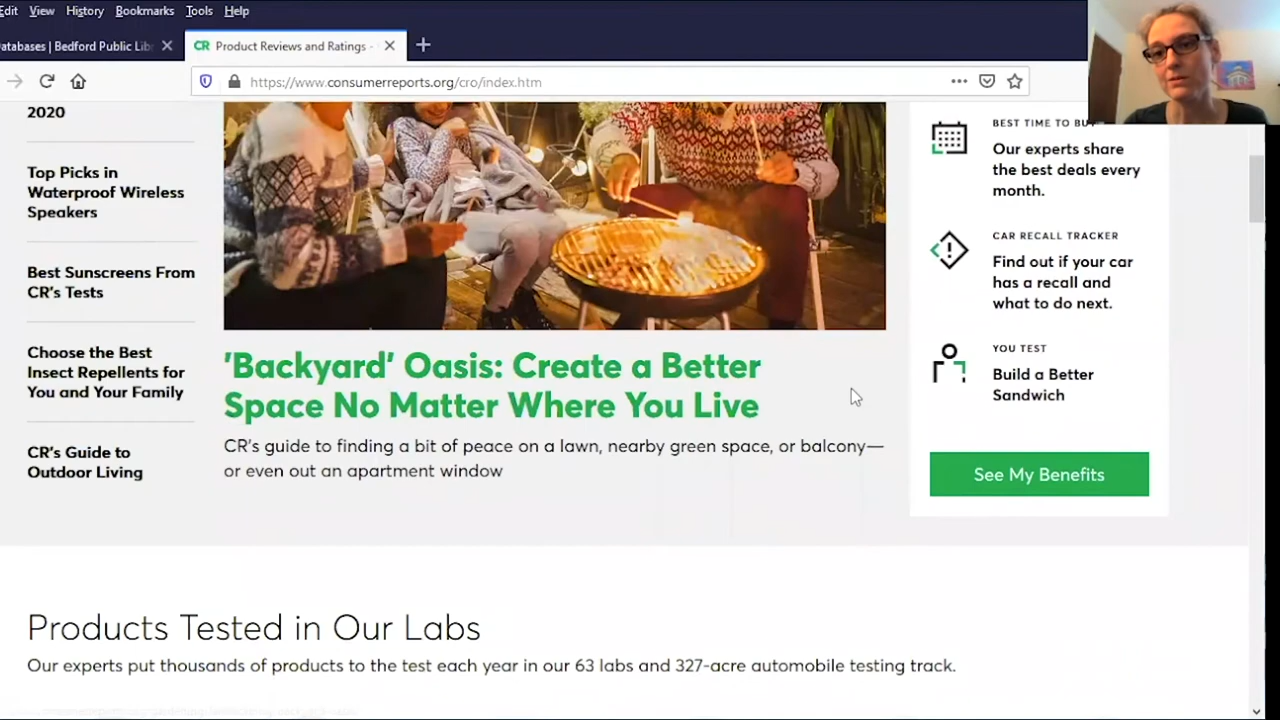 Edit View History Bookmarks Tools Help
atabases | Bedford Public Lib
CR Product Reviews and Ratings -
https://www.consumerreports.org/cro/index.htm
2020
Top Picks in
Waterproof Wireless
Speakers
Best Sunscreens From
CR's Tests
Choose the Best
Insect Repellents for
You and Your Family
CR's Guide to
Outdoor Living
'Backyard' Oasis: Create a Better
Space No Matter Where You Live
CR's guide to finding a bit of peace on a lawn, nearby green space, or balcony—
or even out an apartment window
BEST TIME TO BUY
Our experts share
the best deals every
month.
CAR RECALL TRACKER
Find out if your car
has a recall and
what to do next.
YOU TEST
Build a Better
Sandwich
See My Benefits
Products Tested in Our Labs
Our experts put thousands of products to the test each year in our 63 labs and 327-acre automobile testing track.